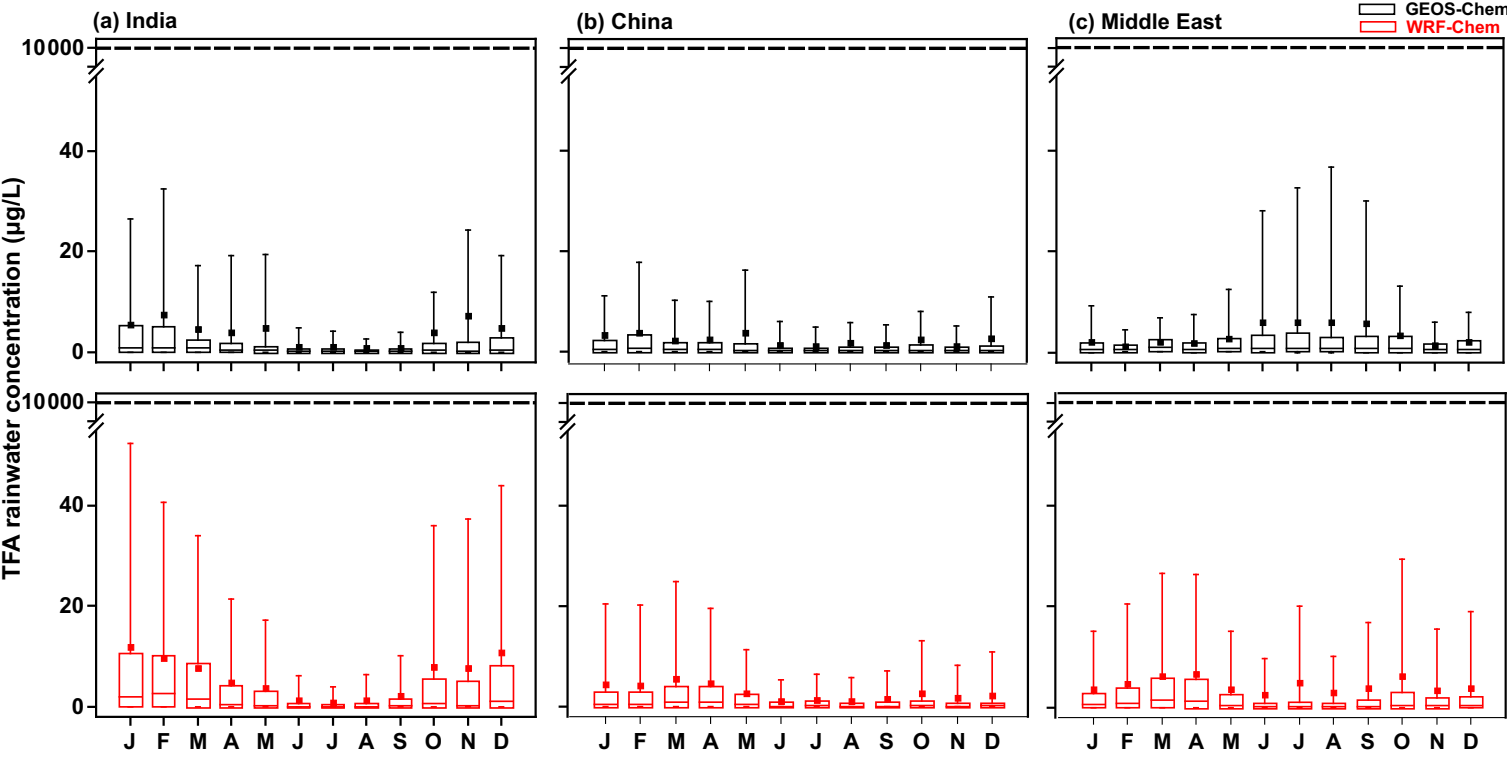 (a) India
(b) China
(c) Middle East
GEOS-Chem
WRF-Chem
TFA rainwater concentration (µg/L)
10000
40
20
0
10000
40
20
0
J F M A M J J A S O N D
J F M A M J J A S O N D
J F M A M J J A S O N D